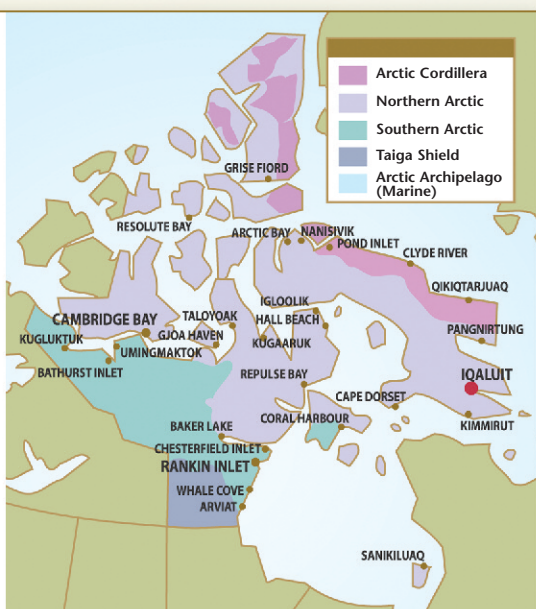 Arctic Cordillera
Northern Arctic
Southern Arctic
Taiga Shield
Arctic Archipelago
(Marine)
GRISE FIORD
RESOLUTE BAY
ARCTIC BAY
NANISIVIK
POND INLET
CLYDE RIVER
QIKIQTARJUAQ
PANGNIRTUNG
IGLOOLIK
HALL BEACH
TALOYOAK
CAMBRIDGE BAY
GJOA HAVEN
KUGAARUK
KUGLUKTUK
UMINGMAKTOK
BATHURST INLET
REPULSE BAY
IQALUIT
CAPE DORSET
KIMMIRUT
CORAL HARBOUR
BAKER LAKE
CHESTERFIELD INLET
RANKIN INLET
WHALE COVE
ARVIAT
SANIKILUAQ